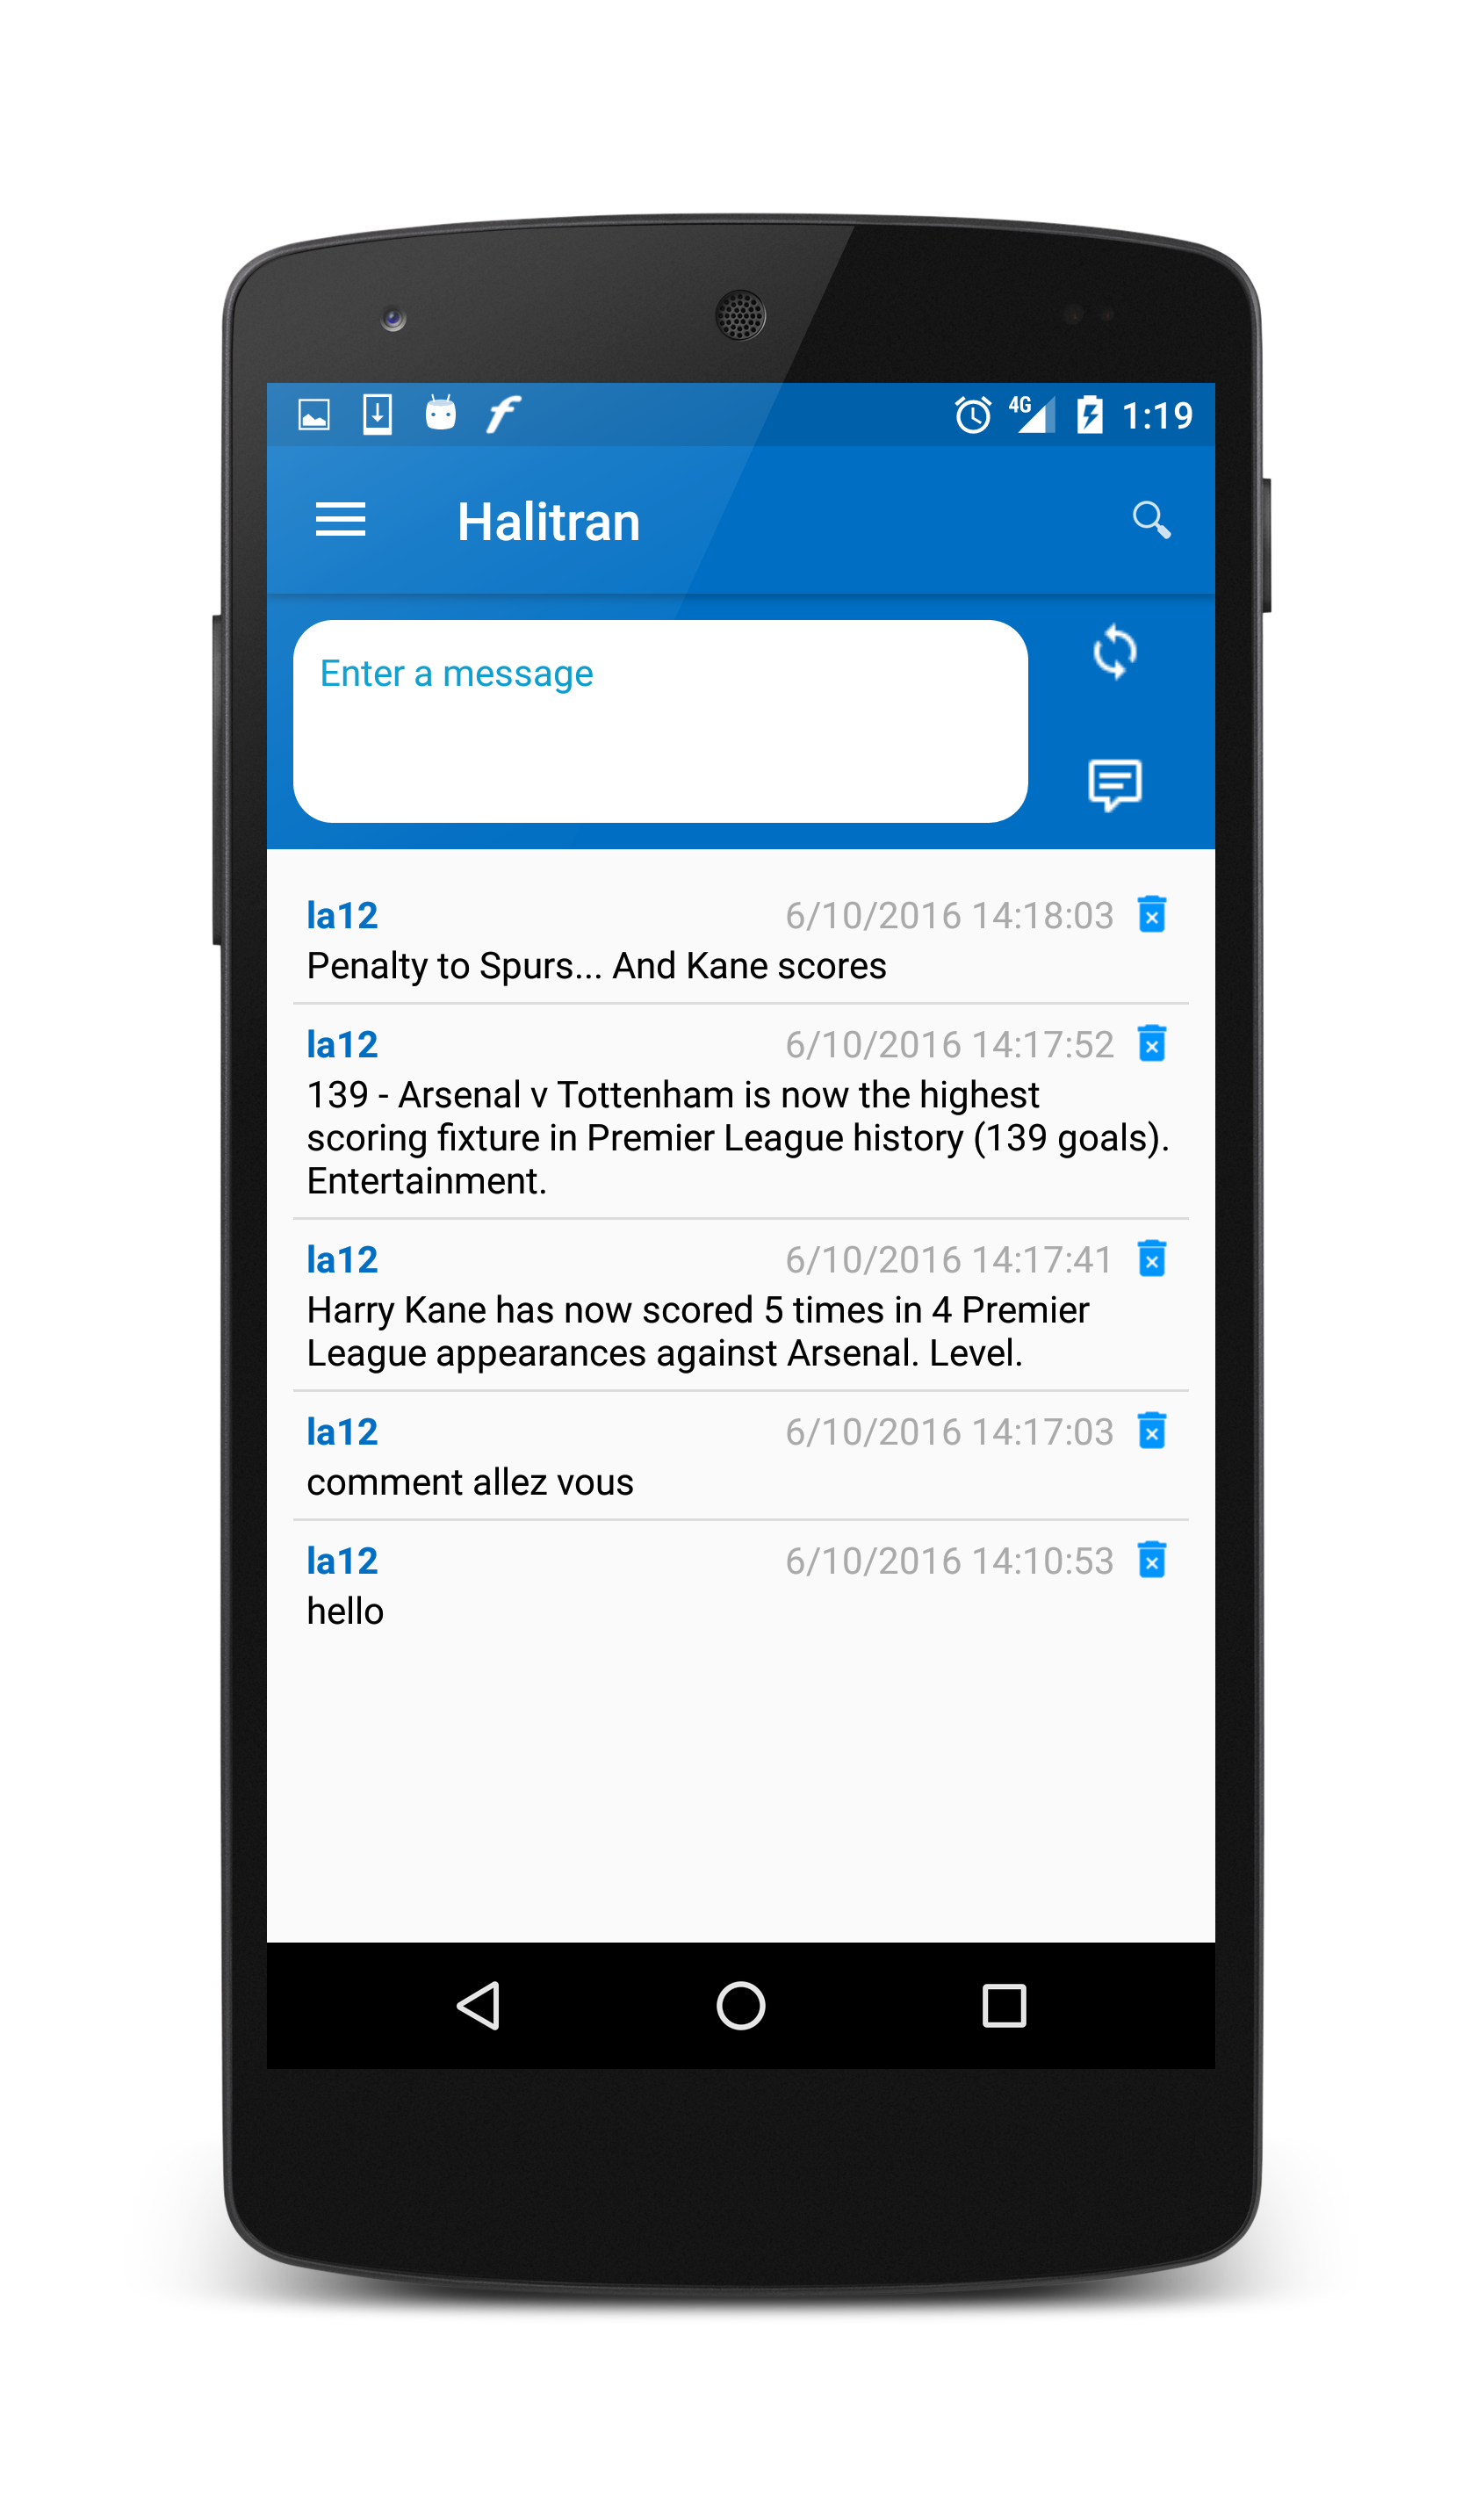 4G 1:19
Halitran
Enter a message
la12 6/10/2016 14:18:03
Penalty to Spurs... And Kane scores
la12 6/10/2016 14:17:52
139 - Arsenal v Tottenham is now the highest
scoring fixture in Premier League history (139 goals).
Entertainment.
la12 6/10/2016 14:17:41
Harry Kane has now scored 5 times in 4 Premier
League appearances against Arsenal. Level.
la12 6/10/2016 14:17:03
comment allez vous
la12 6/10/2016 14:10:53
hello